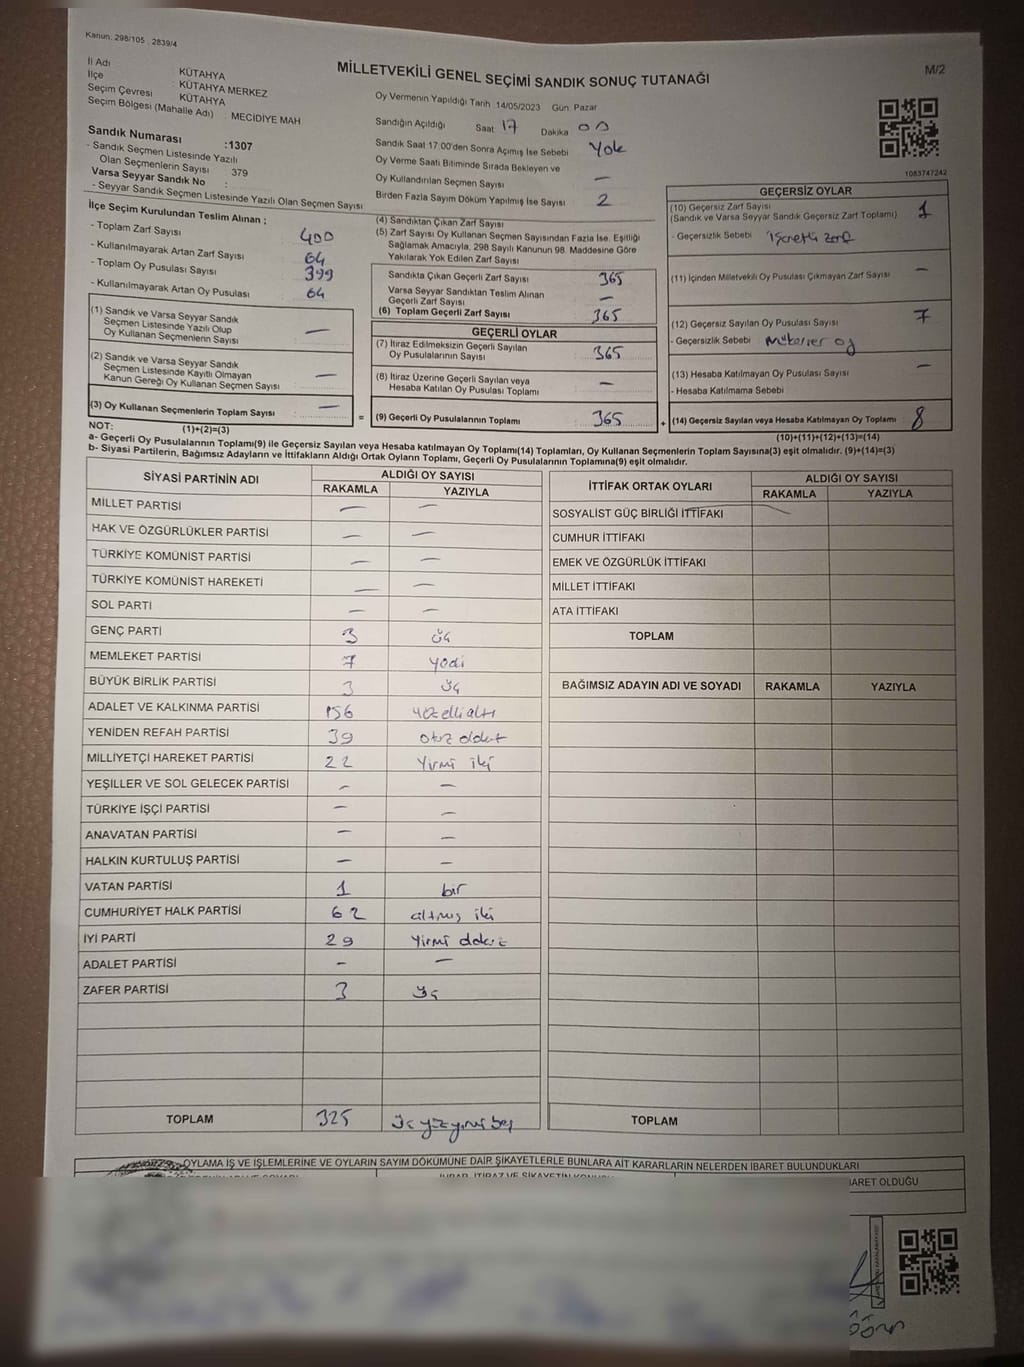 Kanun: 298/105 , 2839/4
MİLLETVEKİLİ GENEL SEÇİMİ SANDIK SONUÇ TUTANAĞI
M/2
İl Adı : KÜTAHYA
İlçe : KÜTAHYA MERKEZ
Seçim Çevresi : KÜTAHYA
Seçim Bölgesi (Mahalle Adı) : MECİDİYE MAH
Sandık Numarası :1307
- Sandık Seçmen Listesinde Yazılı
Olan Seçmenlerin Sayısı : 379
Varsa Seyyar Sandık No :
- Seyyar Sandık Seçmen Listesinde Yazılı Olan Seçmen Sayısı
Oy Vermenin Yapıldığı Tarih 14/05/2023 Gün: Pazar
Sandığın Açıldığı Saat 17 Dakika 00
Sandık Saat 17.00'den Sonra Açımış İse Sebebi Yok
Oy Verme Saati Bitiminde Sırada Bekleyen ve
Oy Kullandırılan Seçmen Sayısı —
Birden Fazla Sayım Döküm Yapılmış İse Sayısı 2
1083747242
İlçe Seçim Kurulundan Teslim Alınan ;
- Toplam Zarf Sayısı 400
- Kullanılmayarak Artan Zarf Sayısı 64
- Toplam Oy Pusulası Sayısı 399
- Kullanılmayarak Artan Oy Pusulası 64
(1) Sandık ve Varsa Seyyar Sandık
Seçmen Listesinde Yazılı Olup
Oy Kullanan Seçmenlerin Sayısı —
(2) Sandık ve Varsa Seyyar Sandık
Seçmen Listesinde Kayıtlı Olmayan
Kanun Gereği Oy Kullanan Seçmen Sayısı —
(3) Oy Kullanan Seçmenlerin Toplam Sayısı —
(4) Sandıktan Çıkan Zarf Sayısı
(5) Zarf Sayısı Oy Kullanan Seçmen Sayısından Fazla İse, Eşitliği
Sağlamak Amacıyla, 298 Sayılı Kanunun 98. Maddesine Göre
Yakılarak Yok Edilen Zarf Sayısı
Sandıkta Çıkan Geçerli Zarf Sayısı 365
Varsa Seyyar Sandıktan Teslim Alınan
Geçerli Zarf Sayısı —
(6) Toplam Geçerli Zarf Sayısı 365
GEÇERLİ OYLAR
(7) İtiraz Edilmeksizin Geçerli Sayılan
Oy Pusulalarının Sayısı 365
(8) İtiraz Üzerine Geçerli Sayılan veya
Hesaba Katılan Oy Pusulası Toplamı —
= (9) Geçerli Oy Pusulalarının Toplamı 365
GEÇERSİZ OYLAR
(10) Geçersiz Zarf Sayısı
(Sandık ve Varsa Seyyar Sandık Geçersiz Zarf Toplamı) 1
- Geçersizlik Sebebi İşaretli zarf
(11) İçinden Milletvekili Oy Pusulası Çıkmayan Zarf Sayısı —
(12) Geçersiz Sayılan Oy Pusulası Sayısı 7
- Geçersizlik Sebebi Mükerrer oy
(13) Hesaba Katılmayan Oy Pusulası Sayısı —
- Hesaba Katılmama Sebebi
+ (14) Geçersiz Sayılan veya Hesaba Katılmayan Oy Toplamı 8
NOT: (1)+(2)=(3)
(10)+(11)+(12)+(13)=(14)
a- Geçerli Oy Pusulalarının Toplamı(9) ile Geçersiz Sayılan veya Hesaba katılmayan Oy Toplamı(14) Toplamları, Oy Kullanan Seçmenlerin Toplam Sayısına(3) eşit olmalıdır. (9)+(14)=(3)
b- Siyasi Partilerin, Bağımsız Adayların ve İttifakların Aldığı Ortak Oyların Toplamı, Geçerli Oy Pusulalarının Toplamına(9) eşit olmalıdır.
SİYASİ PARTİNİN ADI ALDIĞI OY SAYISI
RAKAMLA YAZIYLA
MİLLET PARTİSİ — —
HAK VE ÖZGÜRLÜKLER PARTİSİ — —
TÜRKİYE KOMÜNİST PARTİSİ — —
TÜRKİYE KOMÜNİST HAREKETİ — —
SOL PARTİ — —
GENÇ PARTİ 3 üç
MEMLEKET PARTİSİ 7 yedi
BÜYÜK BİRLİK PARTİSİ 3 üç
ADALET VE KALKINMA PARTİSİ 156 yüzelli altı
YENİDEN REFAH PARTİSİ 39 otuz dokuz
MİLLİYETÇİ HAREKET PARTİSİ 22 Yirmi iki
YEŞİLLER VE SOL GELECEK PARTİSİ — —
TÜRKİYE İŞÇİ PARTİSİ — —
ANAVATAN PARTİSİ — —
HALKIN KURTULUŞ PARTİSİ — —
VATAN PARTİSİ 1 bir
CUMHURİYET HALK PARTİSİ 62 altmış iki
İYİ PARTİ 29 Yirmi dokuz
ADALET PARTİSİ — —
ZAFER PARTİSİ 3 üç
TOPLAM 325 üç yüz yirmi beş
İTTİFAK ORTAK OYLARI ALDIĞI OY SAYISI
RAKAMLA YAZIYLA
SOSYALİST GÜÇ BİRLİĞİ İTTİFAKI
CUMHUR İTTİFAKI
EMEK VE ÖZGÜRLÜK İTTİFAKI
MİLLET İTTİFAKI
ATA İTTİFAKI
TOPLAM
BAĞIMSIZ ADAYIN ADI VE SOYADI RAKAMLA YAZIYLA
TOPLAM
OYLAMA İŞ VE İŞLEMLERİNE VE OYLARIN SAYIM DÖKÜMÜNE DAİR ŞİKAYETLERLE BUNLARA AİT KARARLARIN NELERDEN İBARET BULUNDUKLARI
İBARET OLDUĞU